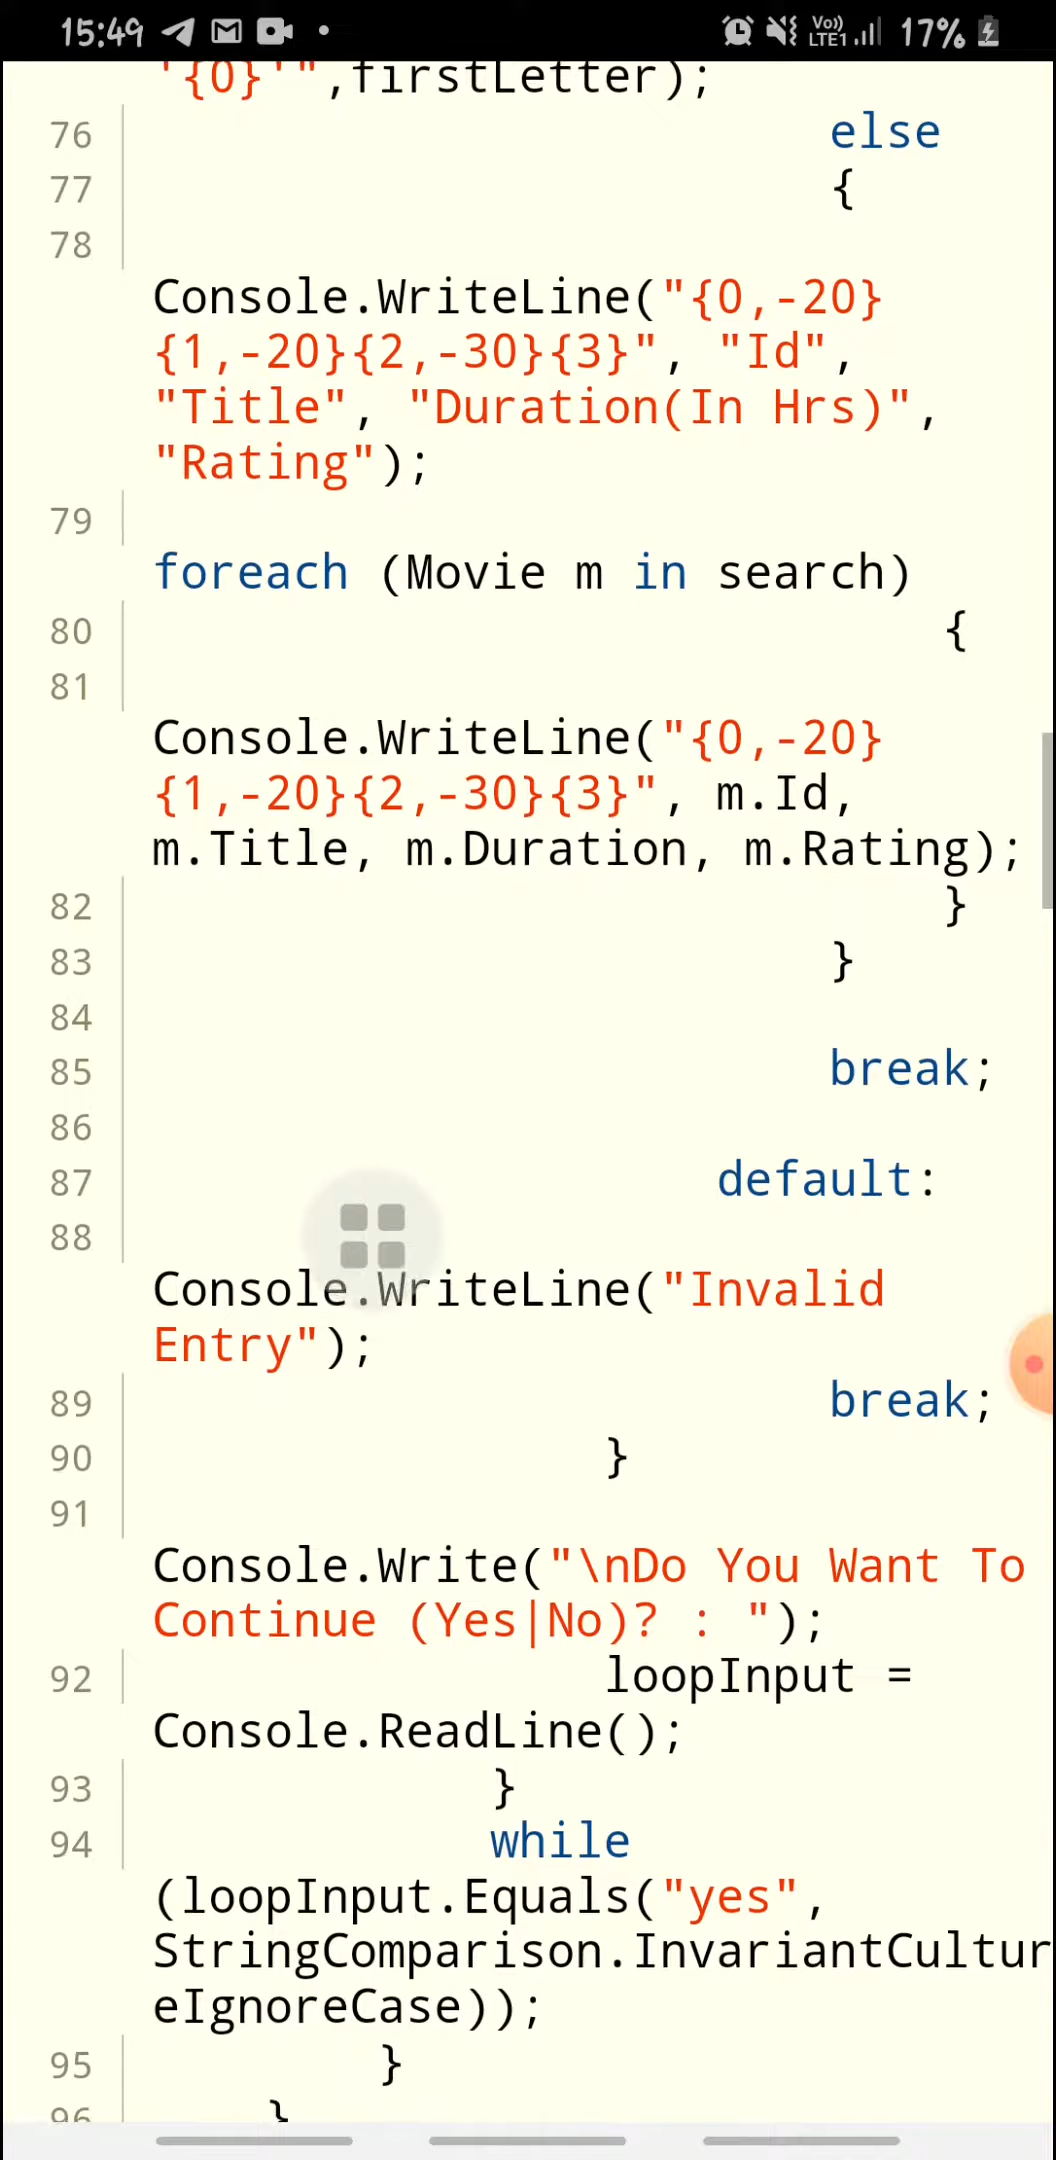 15:49 Vo)) LTE1 17%
'{0}'",firstLetter);
76 else
77 {
78
Console.WriteLine("{0,-20}
{1,-20}{2,-30}{3}", "Id",
"Title", "Duration(In Hrs)",
"Rating");
79
foreach (Movie m in search)
80 {
81
Console.WriteLine("{0,-20}
{1,-20}{2,-30}{3}", m.Id,
m.Title, m.Duration, m.Rating);
82 }
83 }
84
85 break;
86
87 default:
88
Console.WriteLine("Invalid
Entry");
89 break;
90 }
91
Console.Write("\nDo You Want To
Continue (Yes|No)? : ");
92 loopInput =
Console.ReadLine();
93 }
94 while
(loopInput.Equals("yes",
StringComparison.InvariantCultur
eIgnoreCase));
95 }
96 }